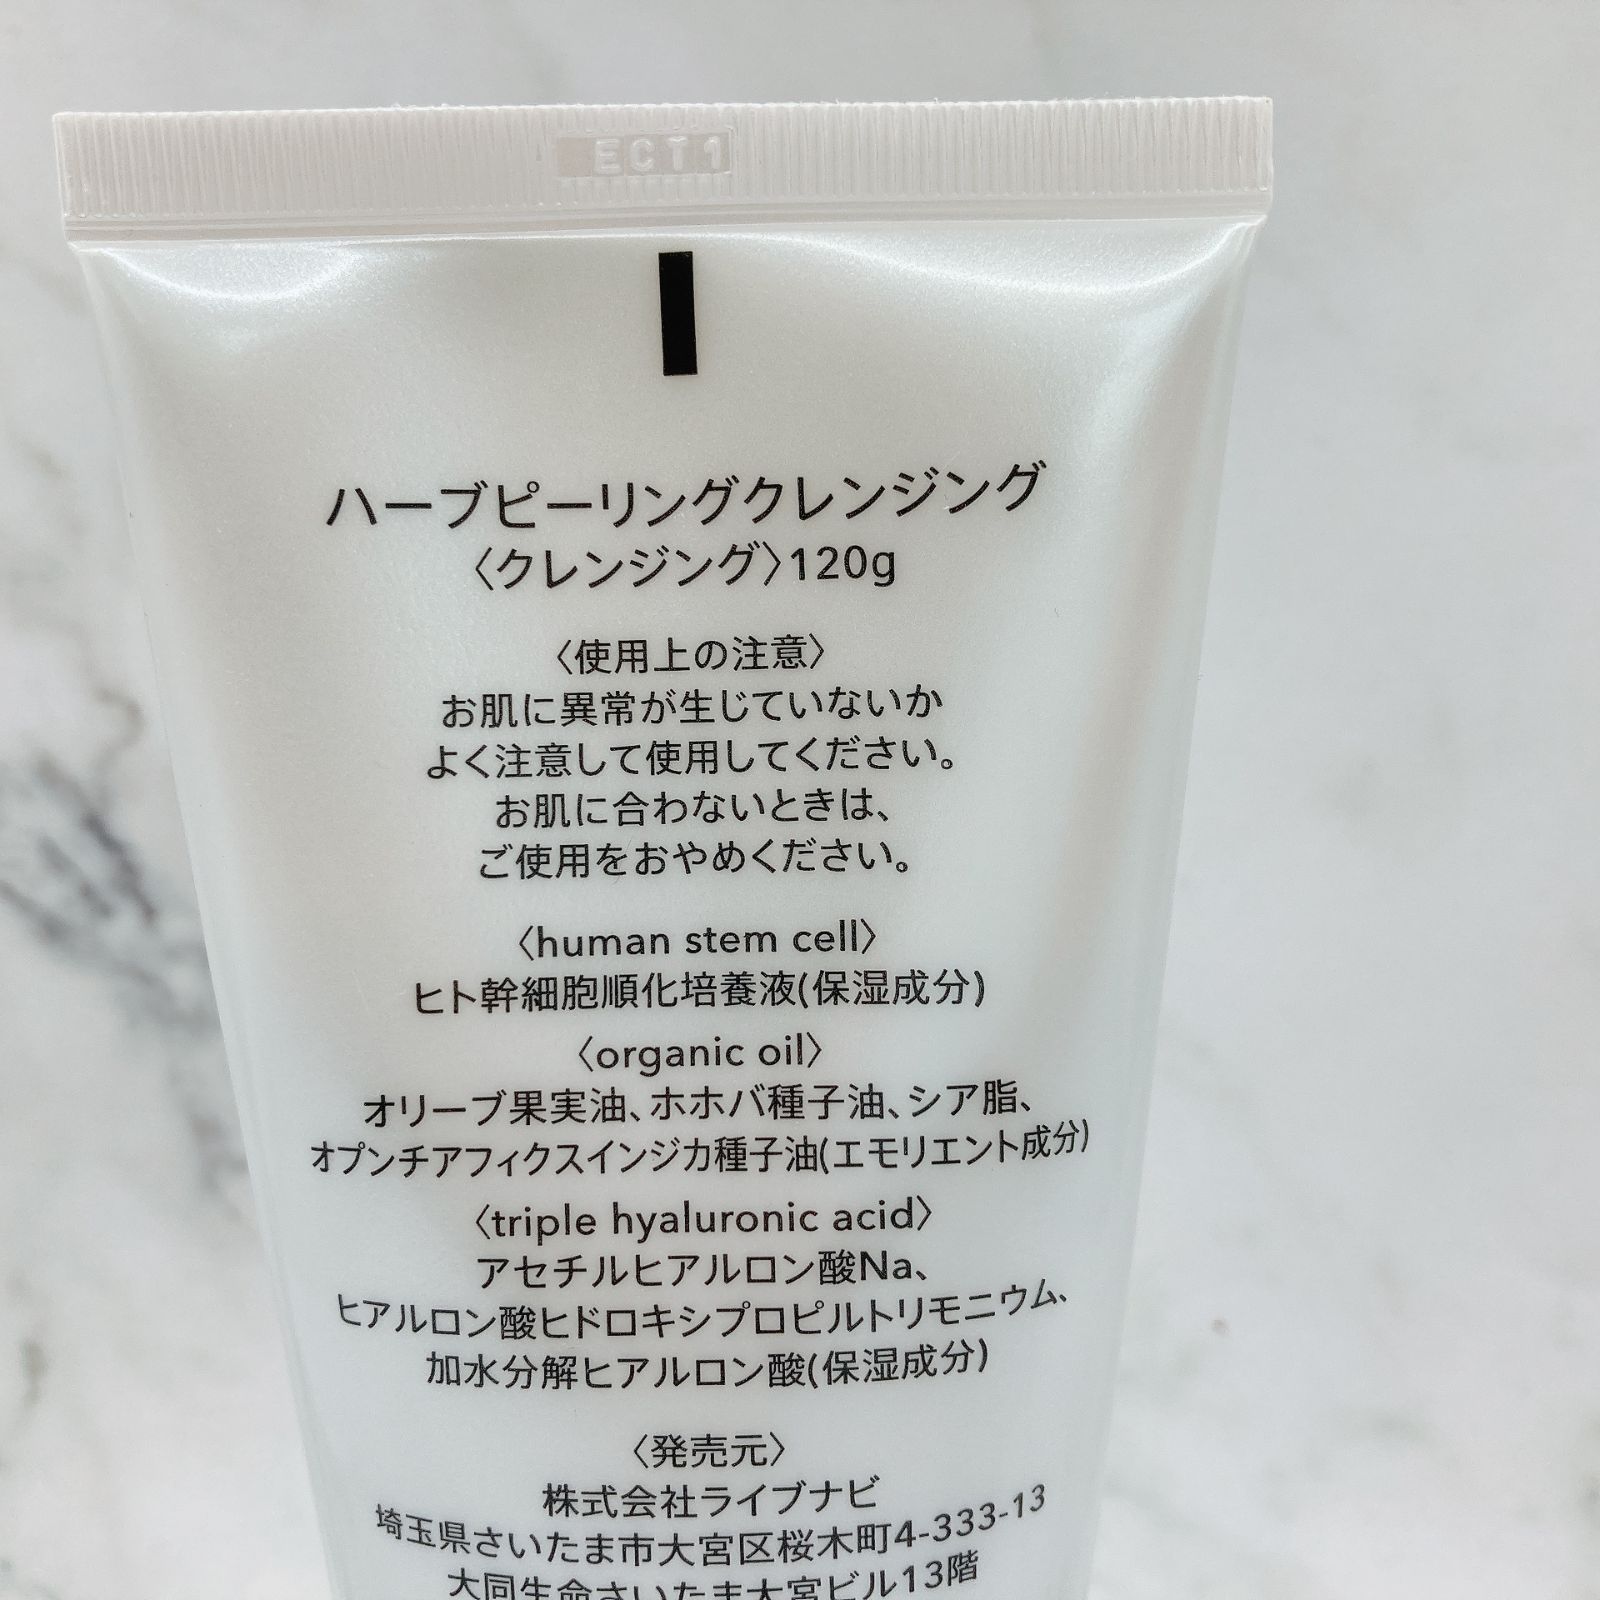 ECT1
ハーブピーリングクレンジング
〈クレンジング〉120g
〈使用上の注意〉
お肌に異常が生じていないか
よく注意して使用してください。
お肌に合わないときは、
ご使用をおやめください。
〈human stem cell〉
ヒト幹細胞順化培養液(保湿成分)
〈organic oil〉
オリーブ果実油、ホホバ種子油、シア脂、
オプンチアフィクスインジカ種子油(エモリエント成分)
〈triple hyaluronic acid〉
アセチルヒアルロン酸Na、
ヒアルロン酸ヒドロキシプロピルトリモニウム、
加水分解ヒアルロン酸(保湿成分)
〈発売元〉
株式会社ライブナビ
埼玉県さいたま市大宮区桜木町4-333-13
大同生命さいたま大宮ビル13階